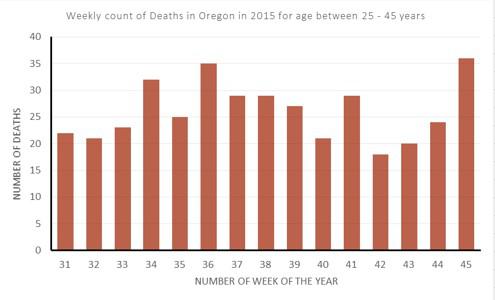 Weekly count of Deaths in Oregon in 2015 for age between 25 - 45 years
40
35
30
25
20
15
10
5
0
NUMBER OF DEATHS
31 32 33 34 35 36 37 38 39 40 41 42 43 44 45
NUMBER OF WEEK OF THE YEAR